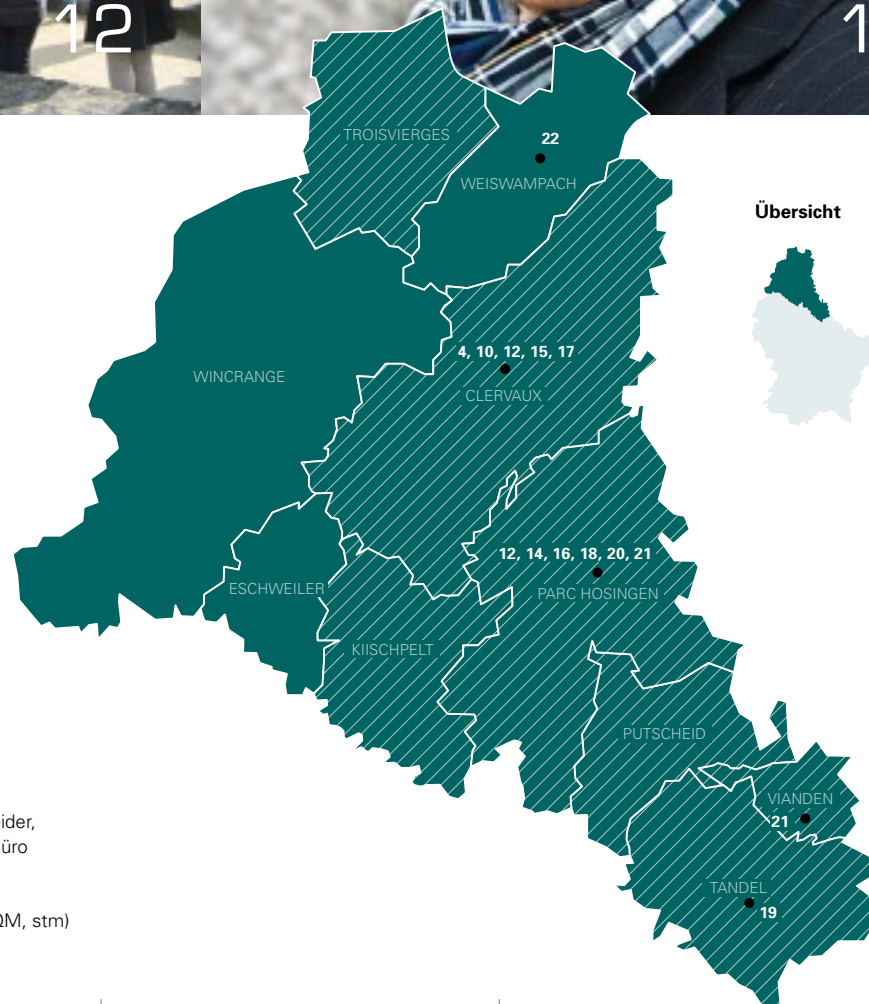 12
1
TROISVIERGES
22
WEISWAMPACH
Übersicht
4, 10, 12, 15, 17
CLERVAUX
WINCRANGE
12, 14, 16, 18, 20, 21
PARC HOSINGEN
ESCHWEILER
KIISCHPELT
PUTSCHEID
VIANDEN
21
TANDEL
19
ider,
üro
QM, stm)